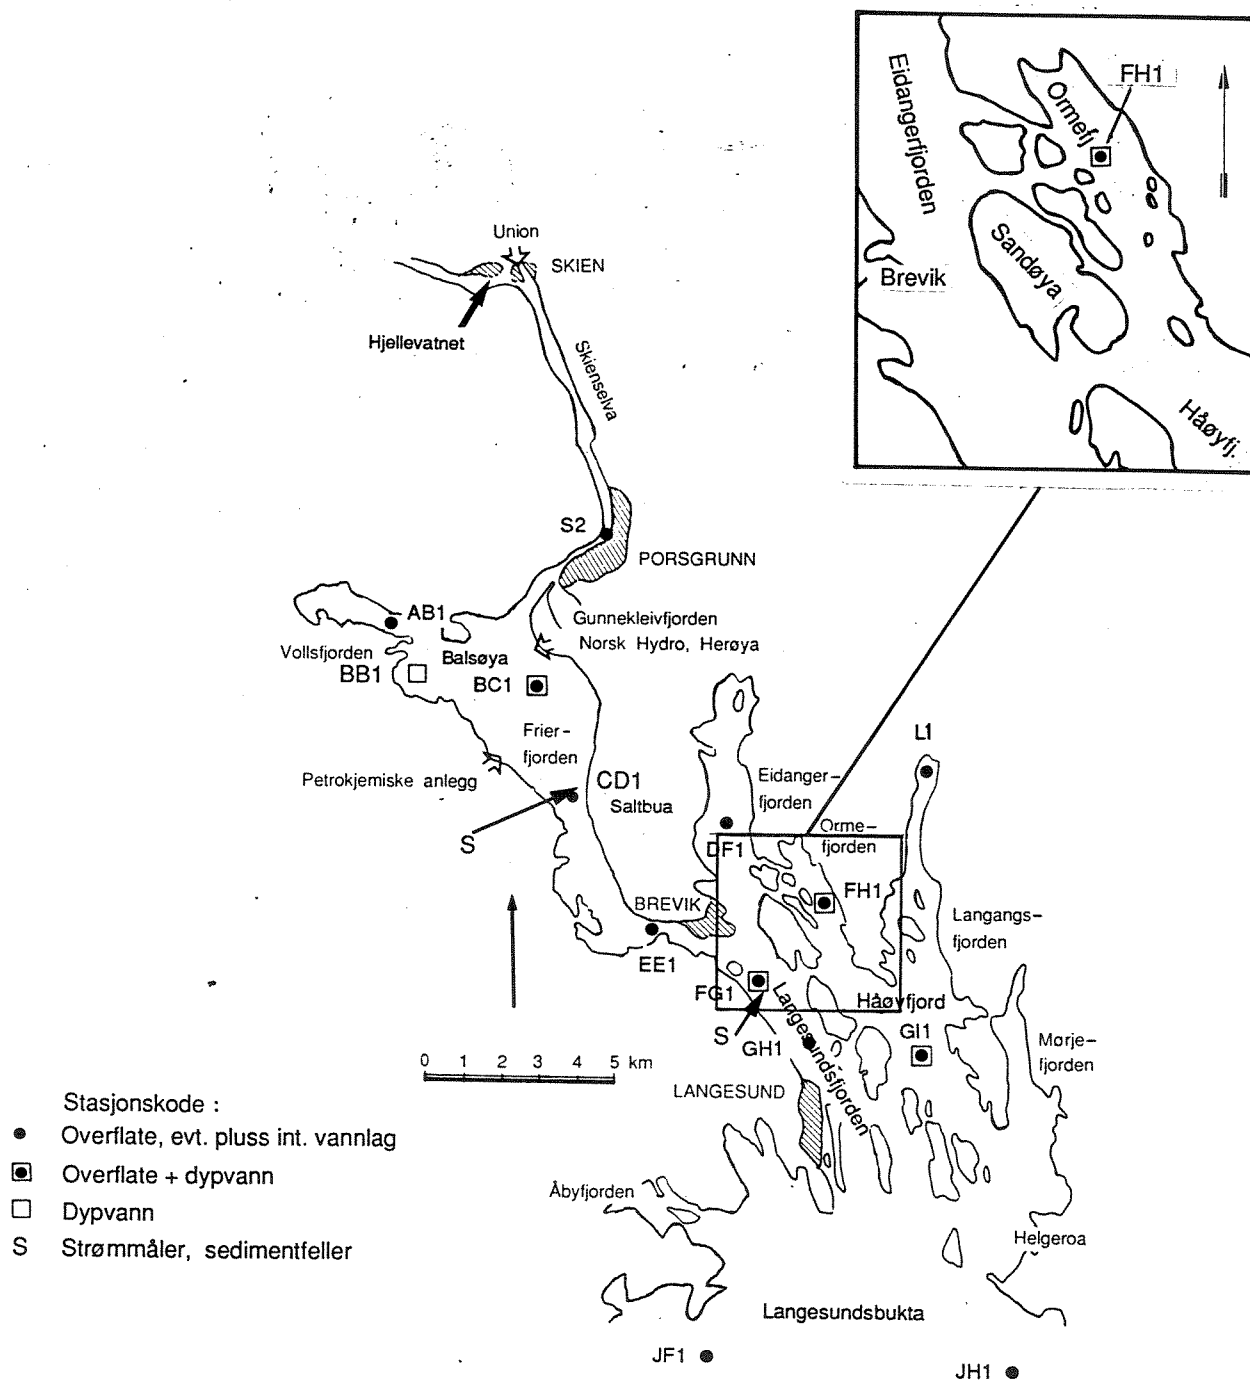 Eidangerfjorden
Ormefj
FH1
Sandøya
Brevik
Håøyfj.
Union
SKIEN
Hjellevatnet
Skienselva
S2
PORSGRUNN
AB1
Gunnekleivfjorden
Norsk Hydro, Herøya
Vollsfjorden
Balsøya
BB1
BC1
Frier-
fjorden
Petrokjemiske anlegg
CD1
Saltbua
S
L1
Eidanger-
fjorden
Orme-
fjorden
DF1
FH1
BREVIK
EE1
Langangs-
fjorden
FG1
Håøyfjord
S
GH1
Langesundsfjorden
GI1
Mørje-
fjorden
0 1 2 3 4 5 km
LANGESUND
Stasjonskode :
Overflate, evt. pluss int. vannlag
Overflate + dypvann
Dypvann
S Strømmåler, sedimentfeller
Åbyfjorden
Helgeroa
Langesundsbukta
JF1
JH1